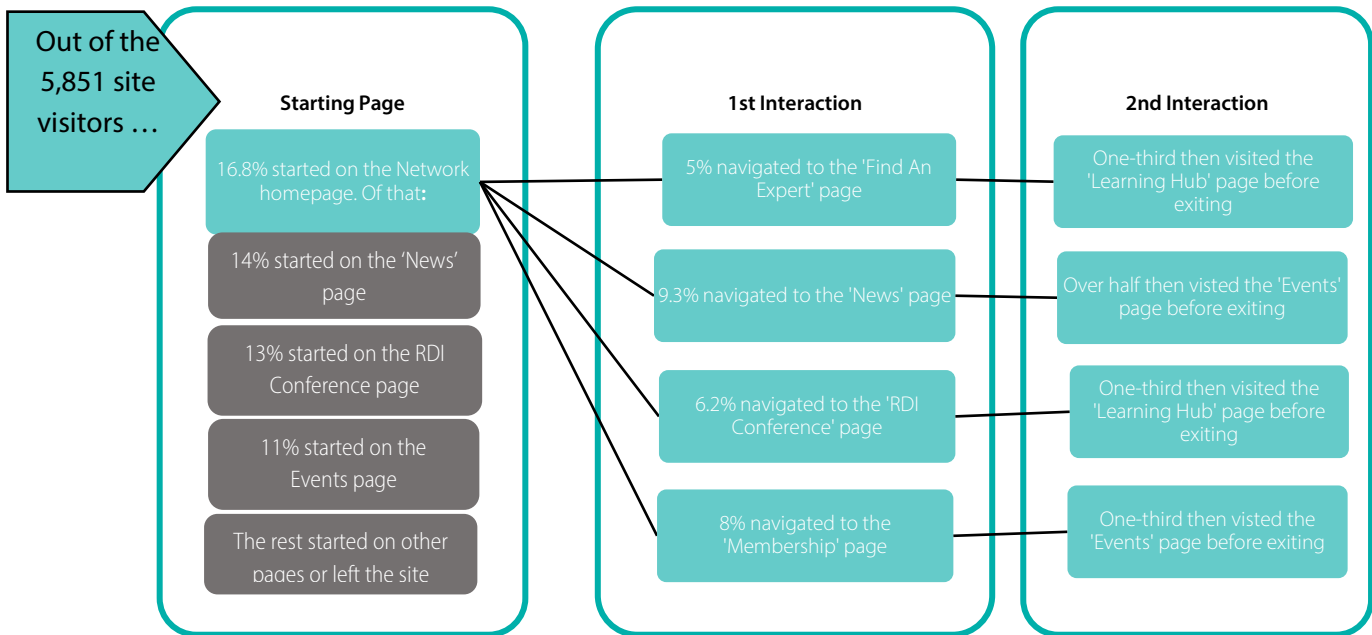 Out of the
5,851 site
visitors …
Starting Page
16.8% started on the Network
homepage. Of that:
14% started on the ‘News’
page
13% started on the RDI
Conference page
11% started on the
Events page
The rest started on other
pages or left the site
1st Interaction
5% navigated to the 'Find An
Expert' page
9.3% navigated to the 'News' page
6.2% navigated to the 'RDI
Conference' page
8% navigated to the
'Membership' page
2nd Interaction
One-third then visited the
'Learning Hub' page before
exiting
Over half then visted the 'Events'
page before exiting
One-third then visited the
'Learning Hub' page before
exiting
One-third then visted the
'Events' page before exiting